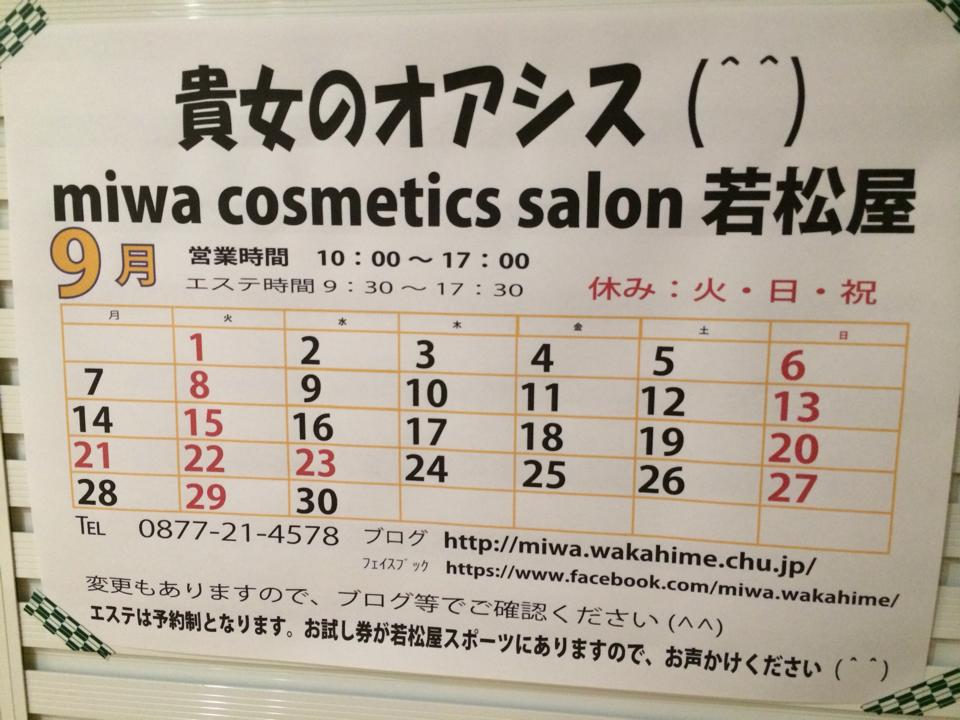 貴女のオアシス (＾＾)
miwa cosmetics salon 若松屋
9月 営業時間 10：00～17：00
エステ時間9：30～17：30 休み：火・日・祝
月 火 水 木 金 土 日
1 2 3 4 5 6
7 8 9 10 11 12 13
14 15 16 17 18 19 20
21 22 23 24 25 26 27
28 29 30
TEL 0877-21-4578 ブログ http://miwa.wakahime.chu.jp/
ﾌｪｲｽﾌﾞｯｸ https://www.facebook.com/miwa.wakahime/
変更もありますので、ブログ等でご確認ください (^^)
エステは予約制となります。お試し券が若松屋スポーツにありますので、お声かけください (＾＾)